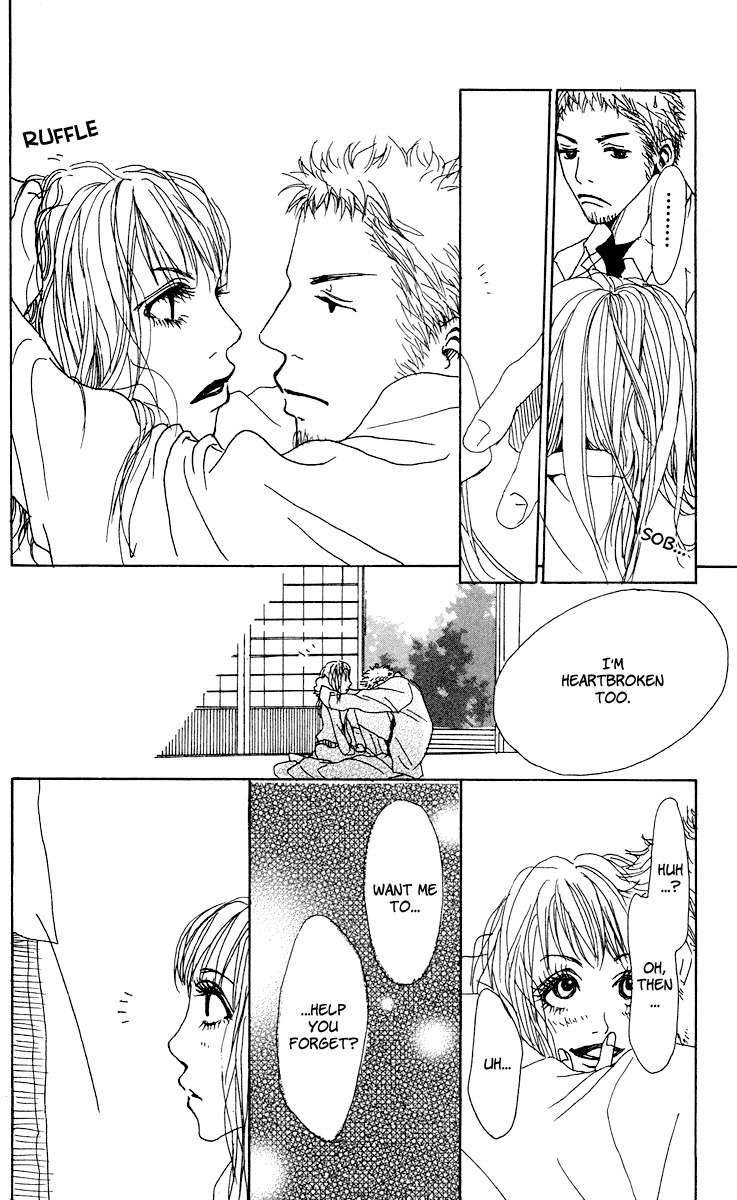 .........
SOB...
RUFFLE
I'M
HEARTBROKEN
TOO.
HUH
...?
OH,
THEN
...
UH...
WANT ME
TO...
...HELP
YOU
FORGET?